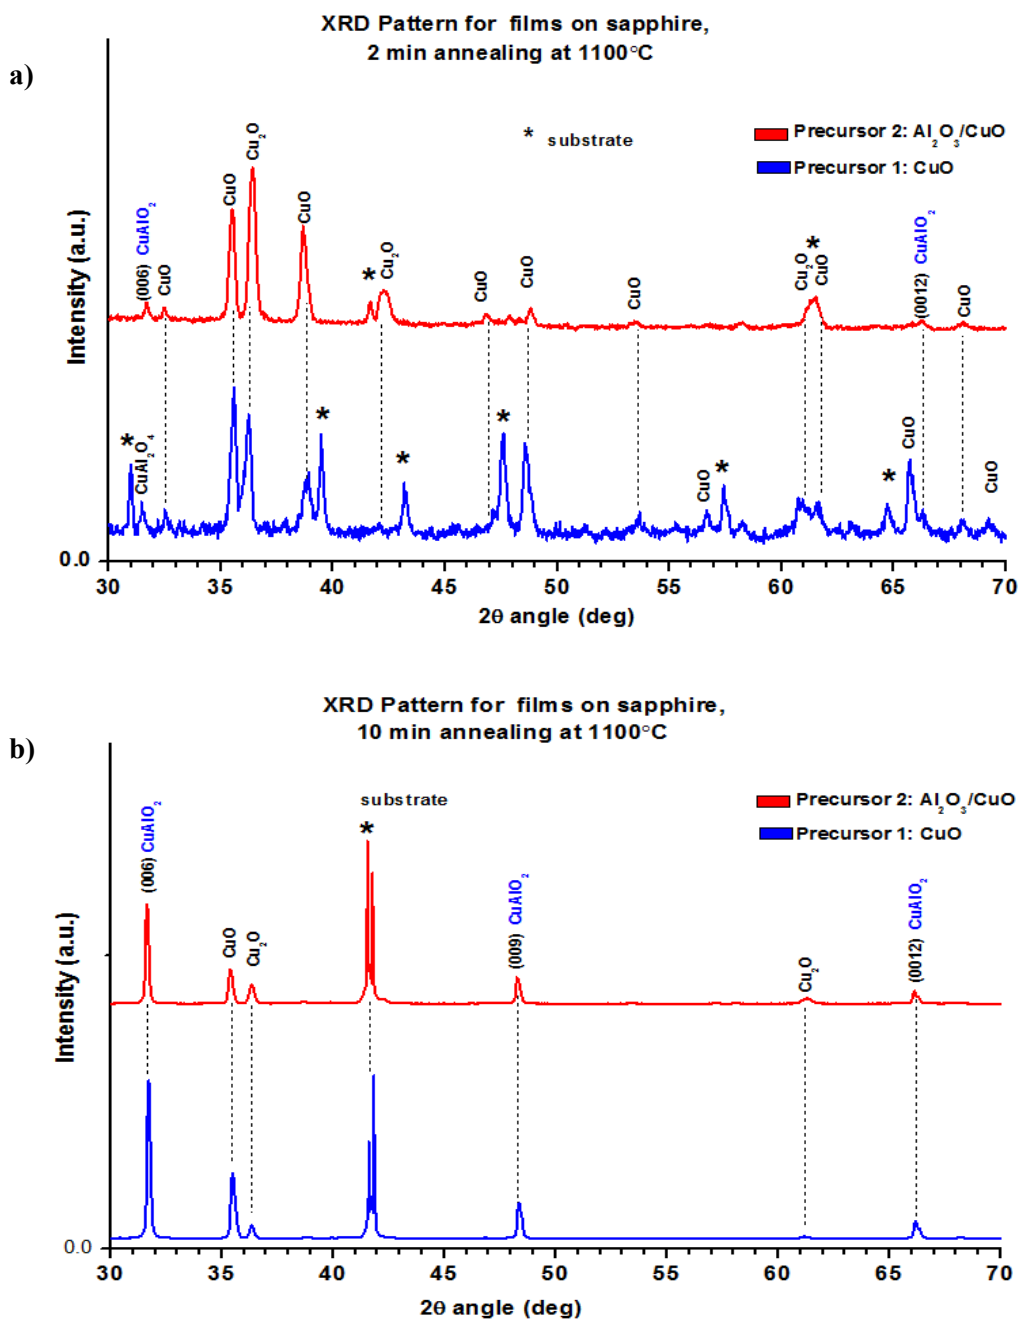 XRD Pattern for films on sapphire,
2 min annealing at 1100°C
a)
* substrate
Precursor 2: Al₂O₃/CuO
Precursor 1: CuO
Intensity (a.u.)
(006) CuAlO₂
CuO
CuO
Cu₂O
CuO
*
Cu₂O
CuO
CuO
CuO
Cu₂O
*
CuO
(0012) CuAlO₂
CuO
*
CuAl₂O₄
*
*
*
CuO
*
*
CuO
CuO
0.0
30 35 40 45 50 55 60 65 70
2θ angle (deg)
XRD Pattern for films on sapphire,
10 min annealing at 1100°C
b)
substrate
*
Precursor 2: Al₂O₃/CuO
Precursor 1: CuO
Intensity (a.u.)
(006) CuAlO₂
CuO
Cu₂O
(009) CuAlO₂
Cu₂O
(0012) CuAlO₂
0.0
30 35 40 45 50 55 60 65 70
2θ angle (deg)